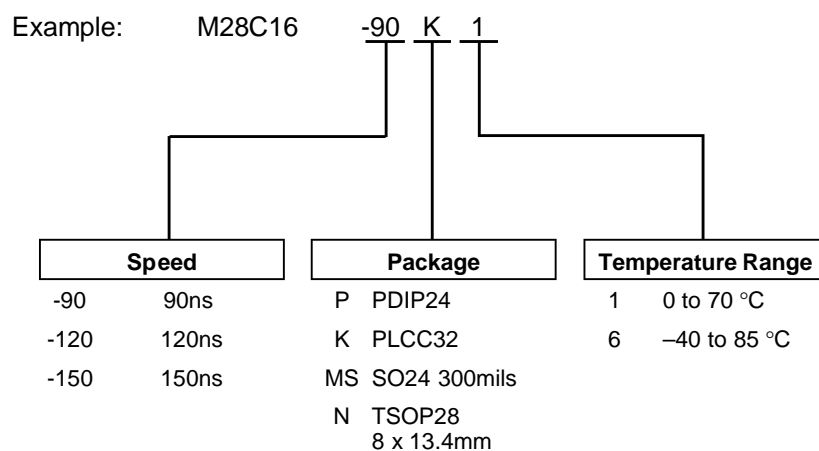 Example: M28C16 -90 K 1
Speed Package Temperature Range
-90 90ns P PDIP24 1 0 to 70 °C
-120 120ns K PLCC32 6 –40 to 85 °C
-150 150ns MS SO24 300mils
N TSOP28
8 x 13.4mm